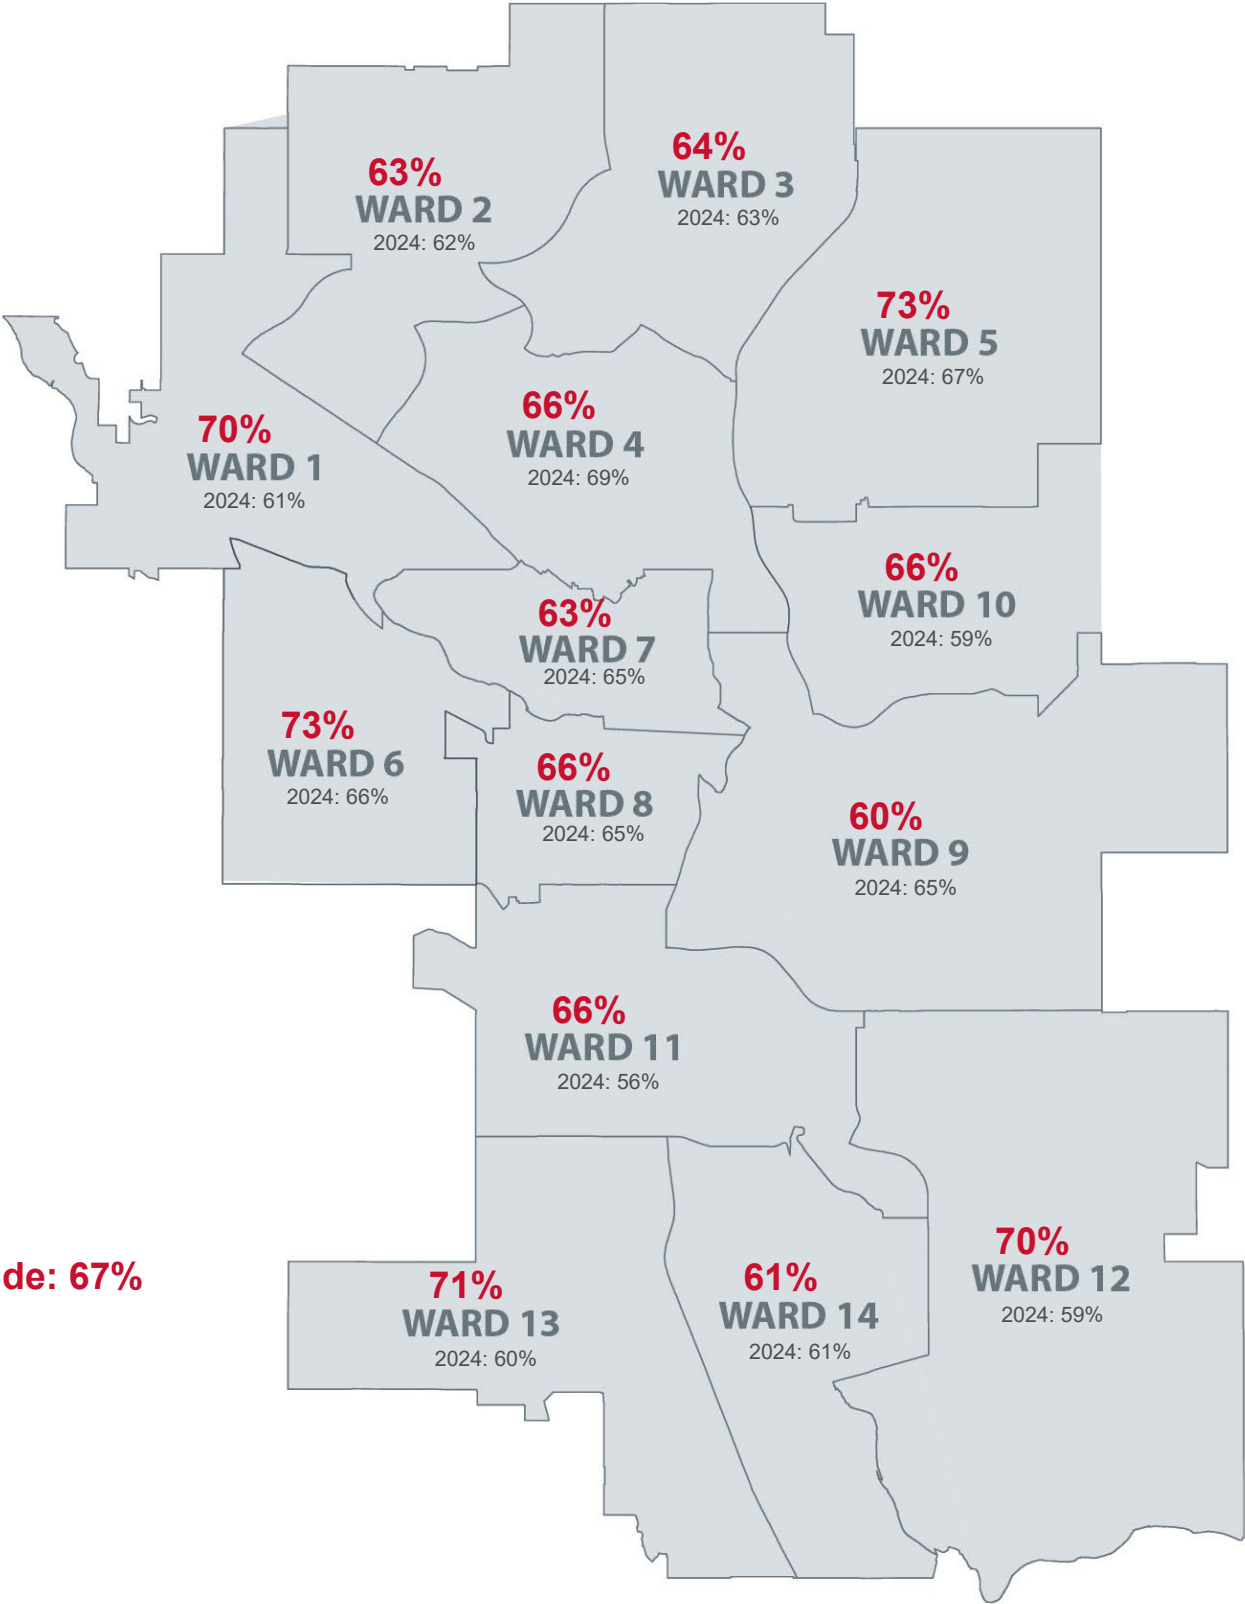 64%
WARD 3
2024: 63%
63%
WARD 2
2024: 62%
73%
WARD 5
2024: 67%
66%
WARD 4
2024: 69%
70%
WARD 1
2024: 61%
66%
WARD 10
2024: 59%
63%
WARD 7
2024: 65%
73%
WARD 6
2024: 66%
66%
WARD 8
2024: 65%
60%
WARD 9
2024: 65%
66%
WARD 11
2024: 56%
70%
WARD 12
2024: 59%
de: 67%
71%
WARD 13
2024: 60%
61%
WARD 14
2024: 61%